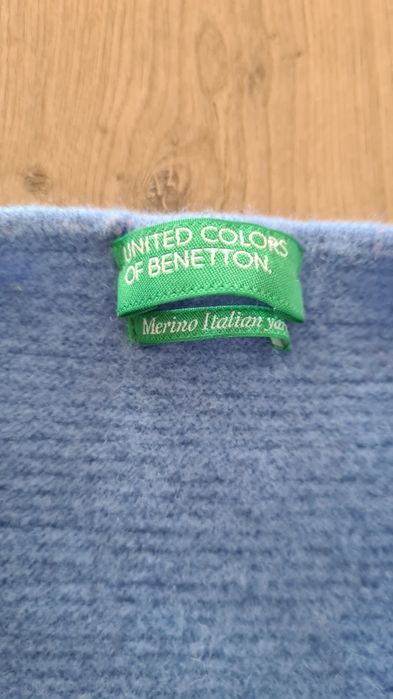 UNITED COLORS
OF BENETTON.
Merino Italian